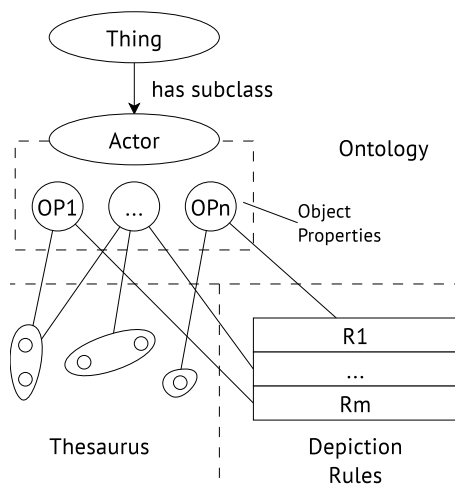 Thing
has subclass
Actor
Ontology
OP1
...
OPn
Object
Properties
R1
...
Rm
Thesaurus
Depiction
Rules